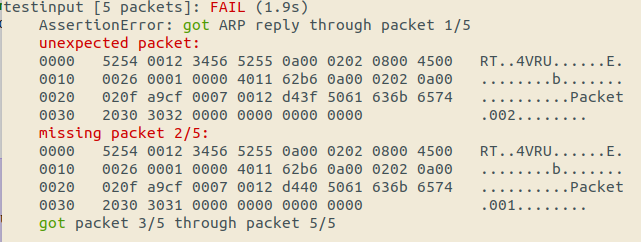 testinput [5 packets]: FAIL (1.9s)
AssertionError: got ARP reply through packet 1/5
unexpected packet:
0000 5254 0012 3456 5255 0a00 0202 0800 4500 RT..4VRU......E.
0010 0026 0001 0000 4011 62b6 0a00 0202 0a00 ........b.......
0020 020f a9cf 0007 0012 d43f 5061 636b 6574 ..........Packet
0030 2030 3032 0000 0000 0000 0000 .002........
missing packet 2/5:
0000 5254 0012 3456 5255 0a00 0202 0800 4500 RT..4VRU......E.
0010 0026 0001 0000 4011 62b6 0a00 0202 0a00 ........b.......
0020 020f a9cf 0007 0012 d440 5061 636b 6574 ..........Packet
0030 2030 3031 0000 0000 0000 0000 .001........
got packet 3/5 through packet 5/5